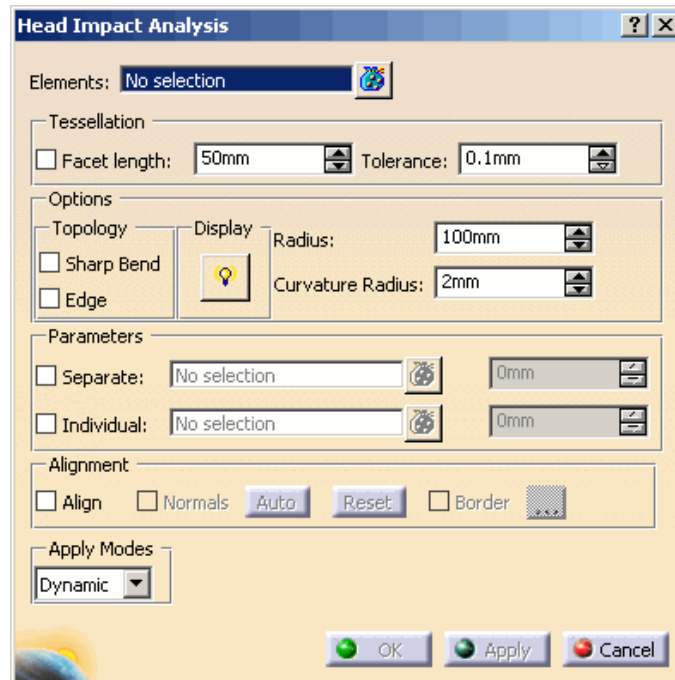 Head Impact Analysis ? X
Elements: No selection
Tessellation
Facet length: 50mm Tolerance: 0.1mm
Options
Topology Display Radius: 100mm
Sharp Bend
Curvature Radius: 2mm
Edge
Parameters
Separate: No selection 0mm
Individual: No selection 0mm
Alignment
Align Normals Auto Reset Border ...
Apply Modes
Dynamic
OK Apply Cancel